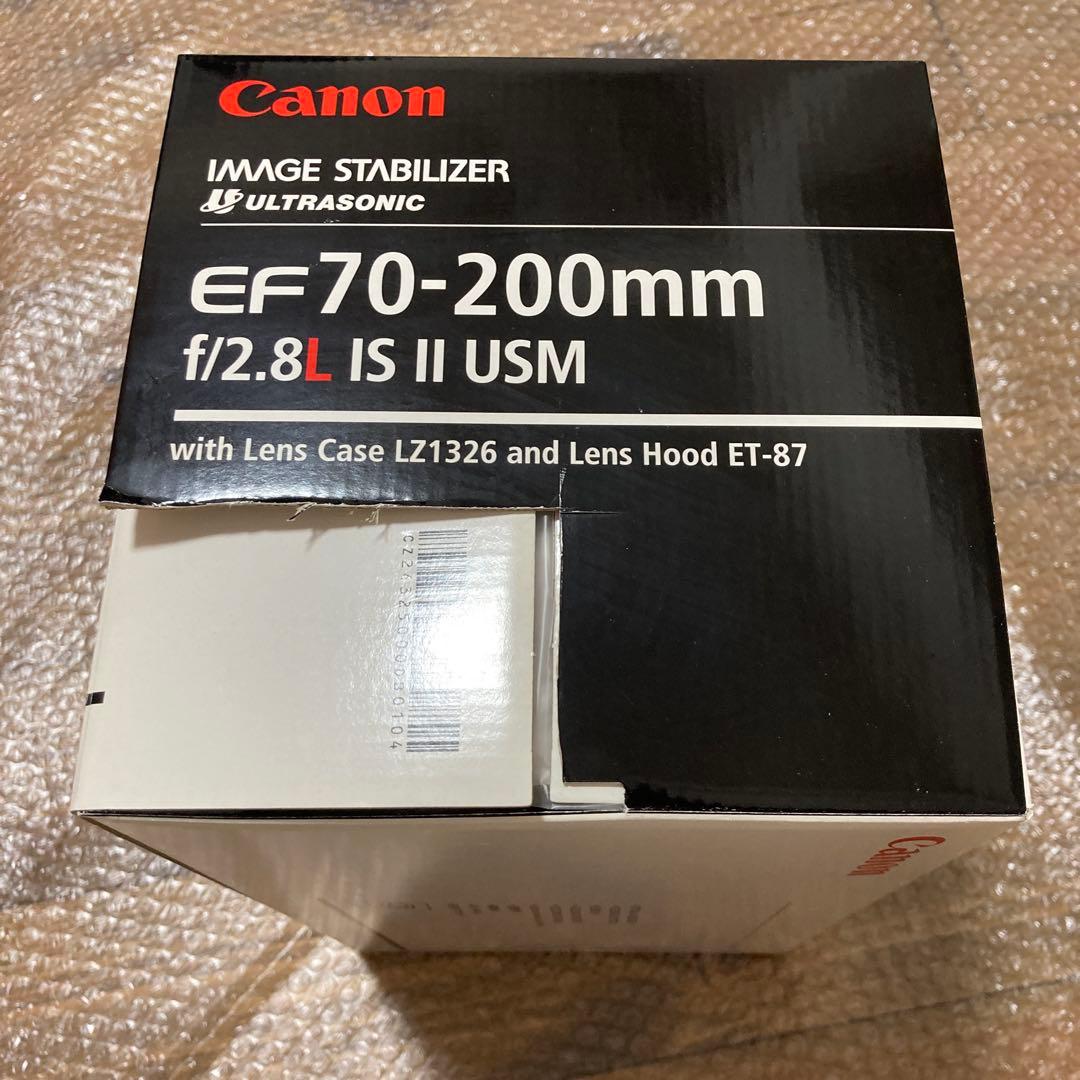 Canon
IMAGE STABILIZER
ULTRASONIC
EF70-200mm
f/2.8L IS II USM
with Lens Case LZ1326 and Lens Hood ET-87
Canon